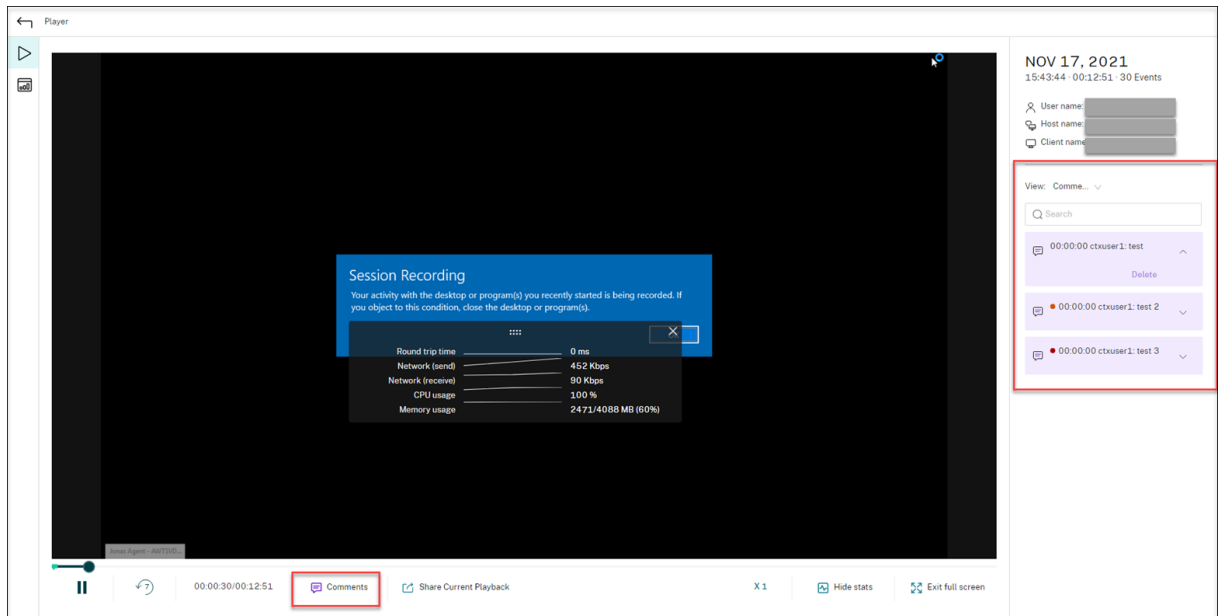 Player
NOV 17, 2021
15:43:44 · 00:12:51 · 30 Events
User name:
Host name:
Client name
View: Comme...
Search
00:00:00 ctxuser1: test
Delete
00:00:00 ctxuser1: test 2
00:00:00 ctxuser1: test 3
Session Recording
Your activity with the desktop or program(s) you recently started is being recorded. If
you object to this condition, close the desktop or program(s).
Round trip time 0 ms
Network (send) 452 Kbps
Network (receive) 90 Kbps
CPU usage 100 %
Memory usage 2471/4088 MB (60%)
7
00:00:30/00:12:51
Comments
Share Current Playback
X 1
Hide stats
Exit full screen